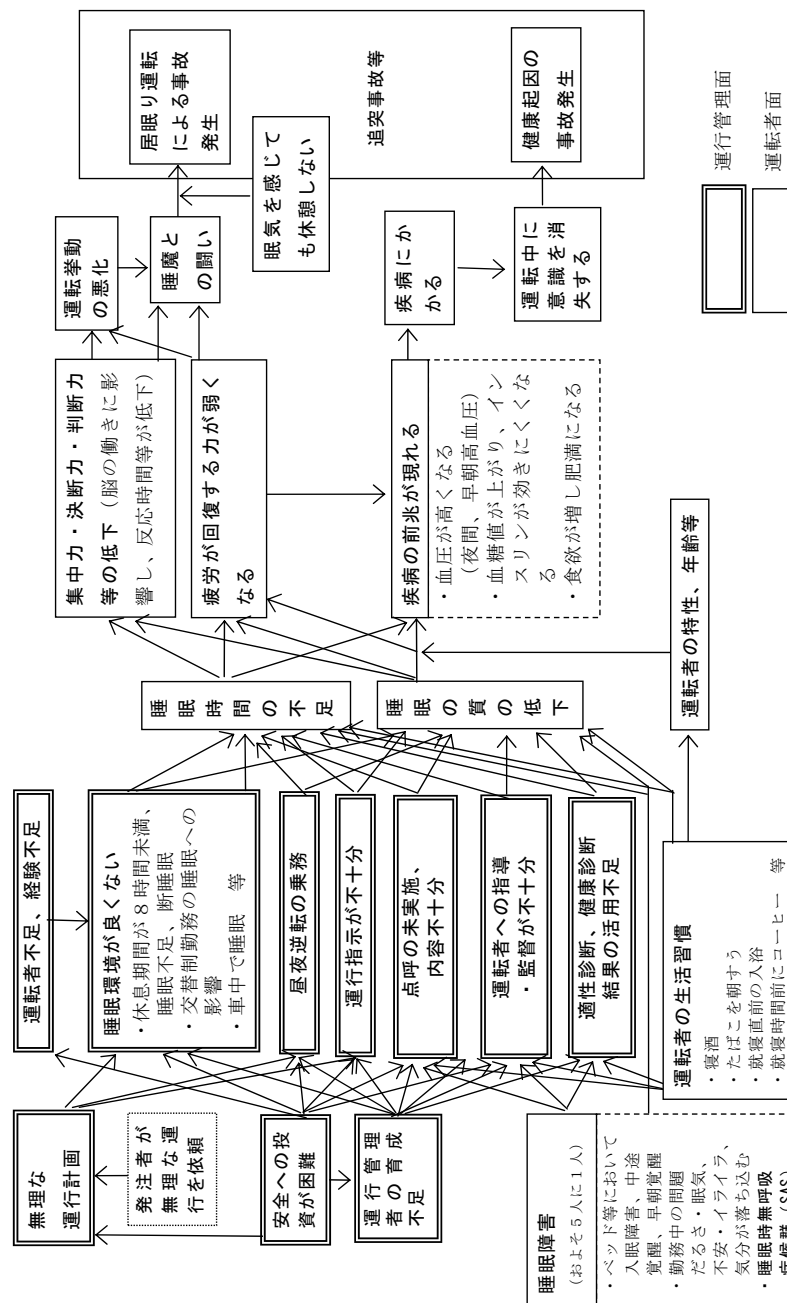 無理な
運行計画
発注者が
無理な運
行を依頼
安全への投
資が困難
運行管理
者の育成
不足
睡眠障害
(およそ5人に1人)
・ベッド等において
入眠障害、中途
覚醒、早朝覚醒
・勤務中の問題
だるさ・眠気、
不安・イライラ、
気分が落ち込む
・睡眠時無呼吸
症候群(SAS)
運転者不足、経験不足
睡眠環境が良くない
・休息期間が8時間未満、
睡眠不足、断睡眠
・交替制勤務の睡眠への
影響
・車中で睡眠 等
昼夜逆転の乗務
運行指示が不十分
点呼の未実施、
内容不十分
運転者への指導
・監督が不十分
適性診断、健康診断
結果の活用不足
運転者の生活習慣
・寝酒
・たばこを朝すう
・就寝直前の入浴
・就寝時間前にコーヒー 等
睡眠時間の不足
睡眠の質の低下
運転者の特性、年齢等
集中力・決断力・判断力
等の低下(脳の働きに影
響し、反応時間等が低下)
疲労が回復する力が弱く
なる
疾病の前兆が現れる
・血圧が高くなる
(夜間、早朝高血圧)
・血糖値が上がり、イン
スリンが効きにくくな
る
・食欲が増し肥満になる
運転挙動
の悪化
睡魔と
の闘い
眠気を感じて
も休憩しない
疾病にか
かる
運転中に
意識を消
失する
居眠り運転
による事故
発生
追突事故等
健康起因の
事故発生
運行管理面
運転者面